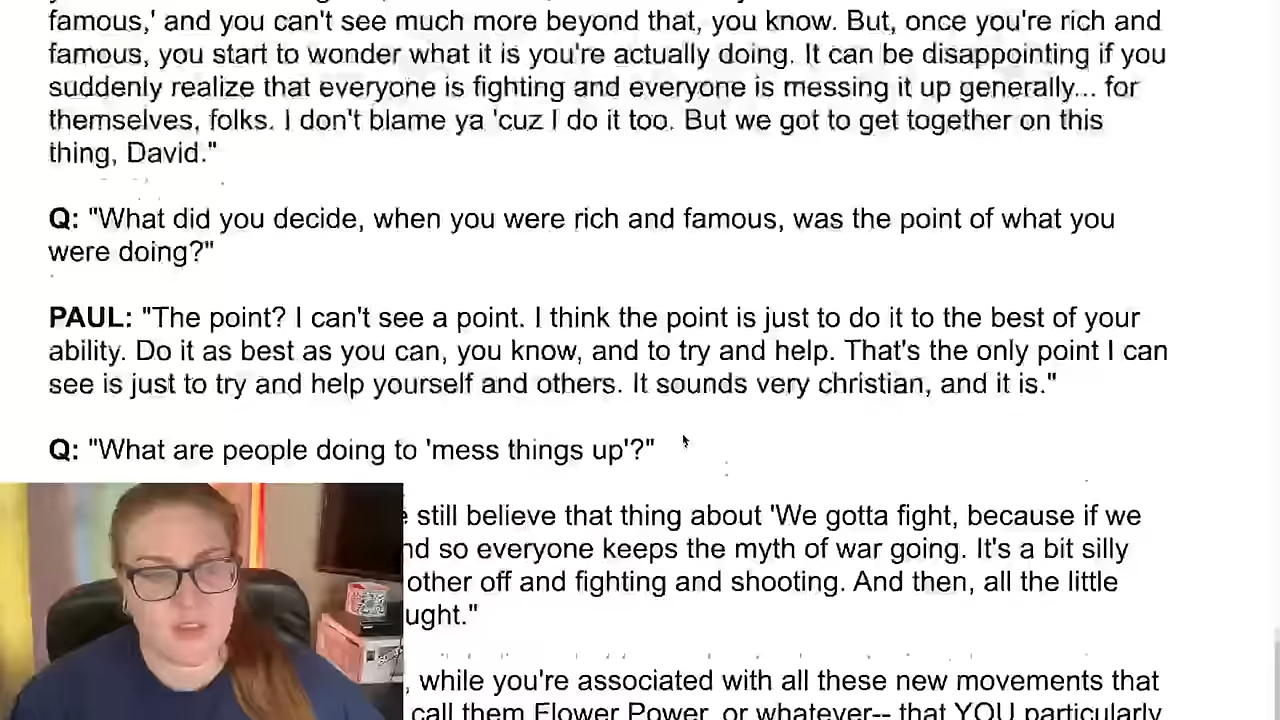 famous,' and you can't see much more beyond that, you know. But, once you're rich and
famous, you start to wonder what it is you're actually doing. It can be disappointing if you
suddenly realize that everyone is fighting and everyone is messing it up generally... for
themselves, folks. I don't blame ya 'cuz I do it too. But we got to get together on this
thing, David."
Q: "What did you decide, when you were rich and famous, was the point of what you
were doing?"
PAUL: "The point? I can't see a point. I think the point is just to do it to the best of your
ability. Do it as best as you can, you know, and to try and help. That's the only point I can
see is just to try and help yourself and others. It sounds very christian, and it is."
Q: "What are people doing to 'mess things up'?"
still believe that thing about 'We gotta fight, because if we
so everyone keeps the myth of war going. It's a bit silly
other off and fighting and shooting. And then, all the little
, while you're associated with all these new movements that
call them Flower Power, or whatever-- that YOU particularly